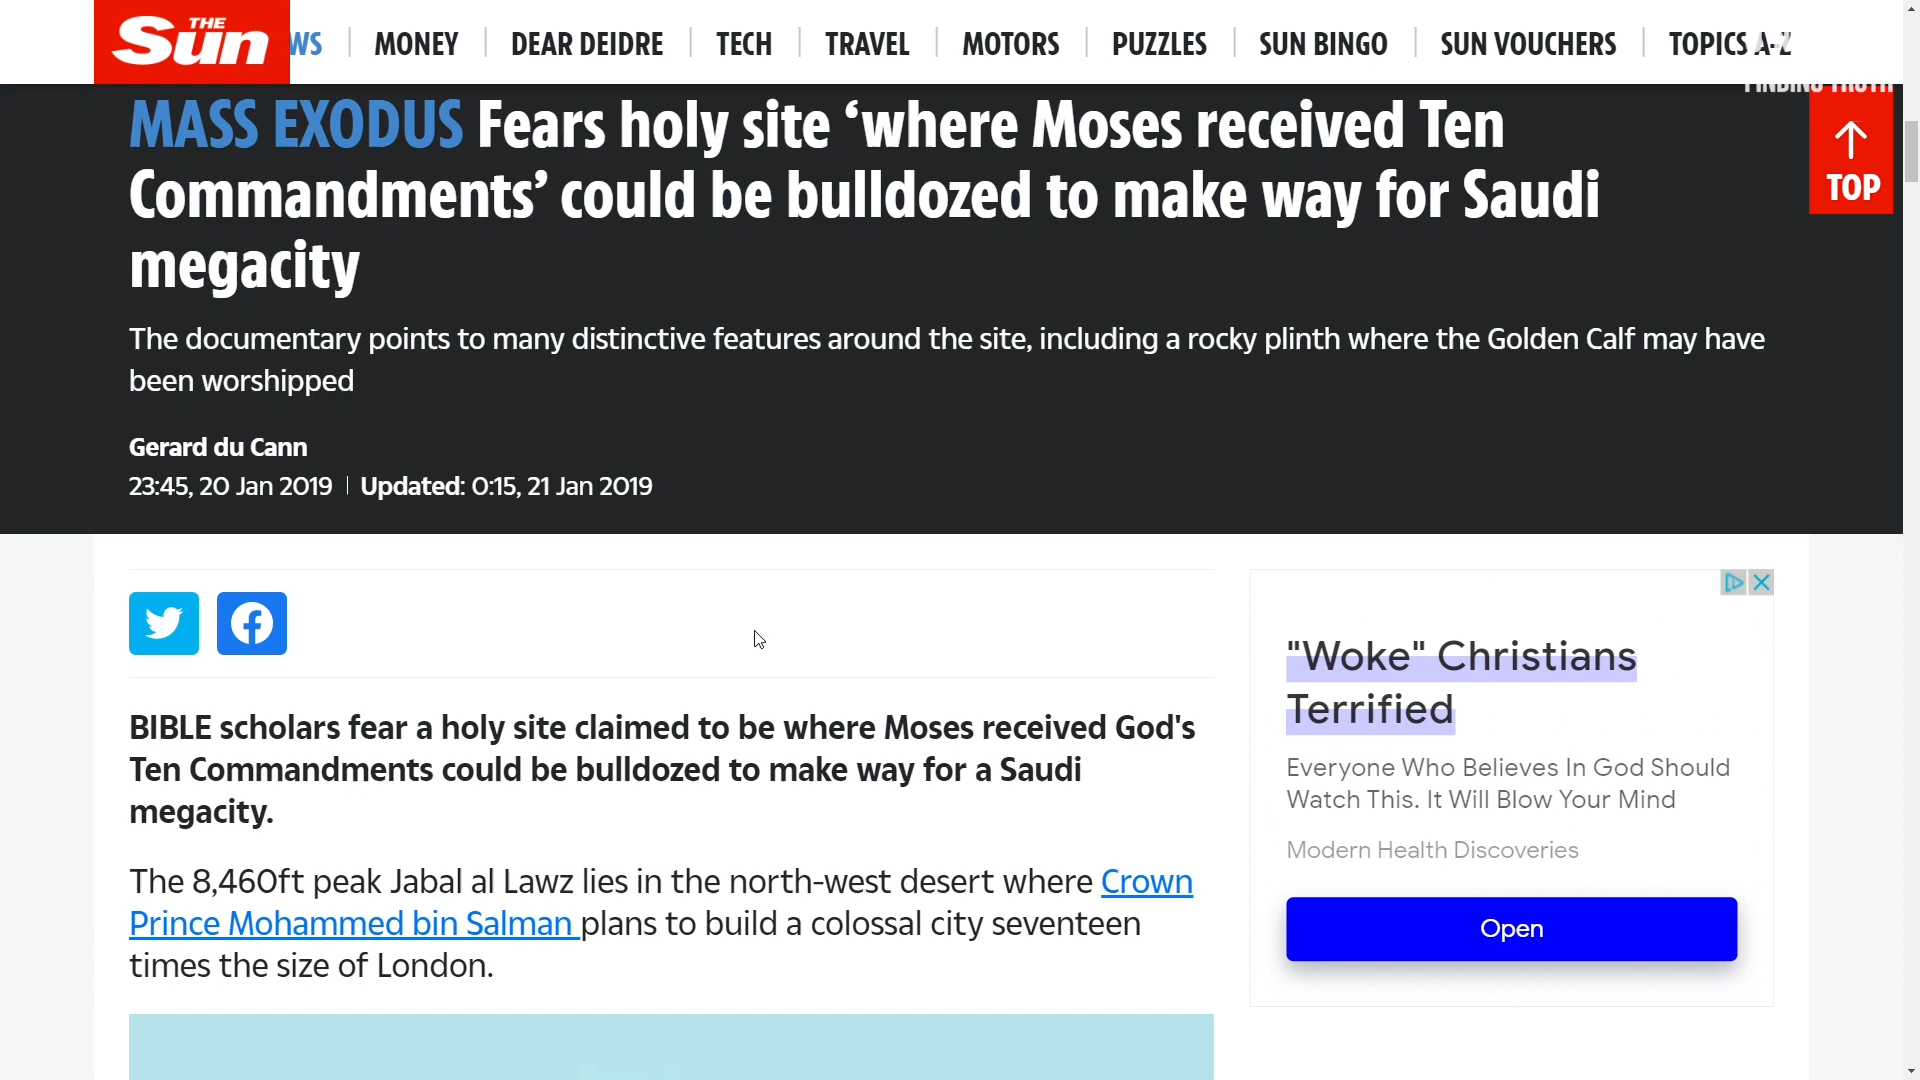 THE
Sun
WS
MONEY
DEAR DEIDRE
TECH
TRAVEL
MOTORS
PUZZLES
SUN BINGO
SUN VOUCHERS
TOPICS A-Z
FINDING TRUTH
MASS EXODUS Fears holy site ‘where Moses received Ten
Commandments’ could be bulldozed to make way for Saudi
megacity
TOP
The documentary points to many distinctive features around the site, including a rocky plinth where the Golden Calf may have
been worshipped
Gerard du Cann
23:45, 20 Jan 2019 | Updated: 0:15, 21 Jan 2019
BIBLE scholars fear a holy site claimed to be where Moses received God's
Ten Commandments could be bulldozed to make way for a Saudi
megacity.
The 8,460ft peak Jabal al Lawz lies in the north-west desert where Crown
Prince Mohammed bin Salman plans to build a colossal city seventeen
times the size of London.
"Woke" Christians
Terrified
Everyone Who Believes In God Should
Watch This. It Will Blow Your Mind
Modern Health Discoveries
Open